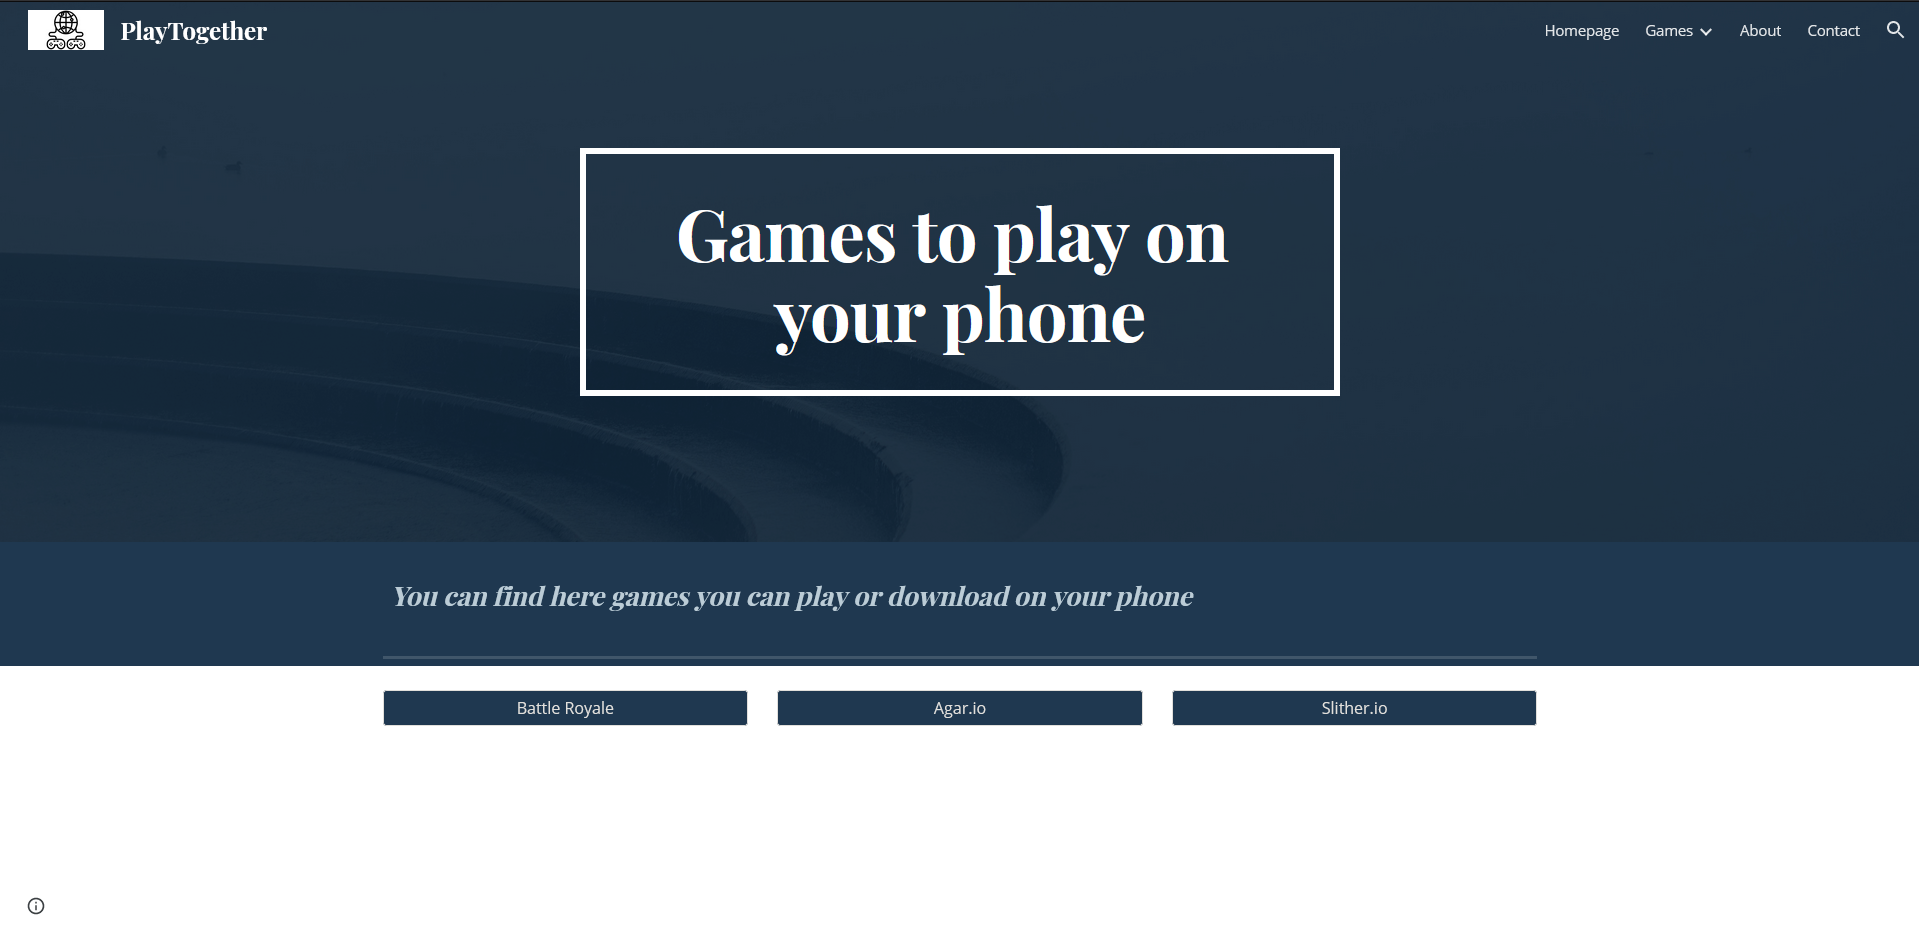 PlayTogether
Homepage Games About Contact
Games to play on
your phone
You can find here games you can play or download on your phone
Battle Royale Agar.io Slither.io